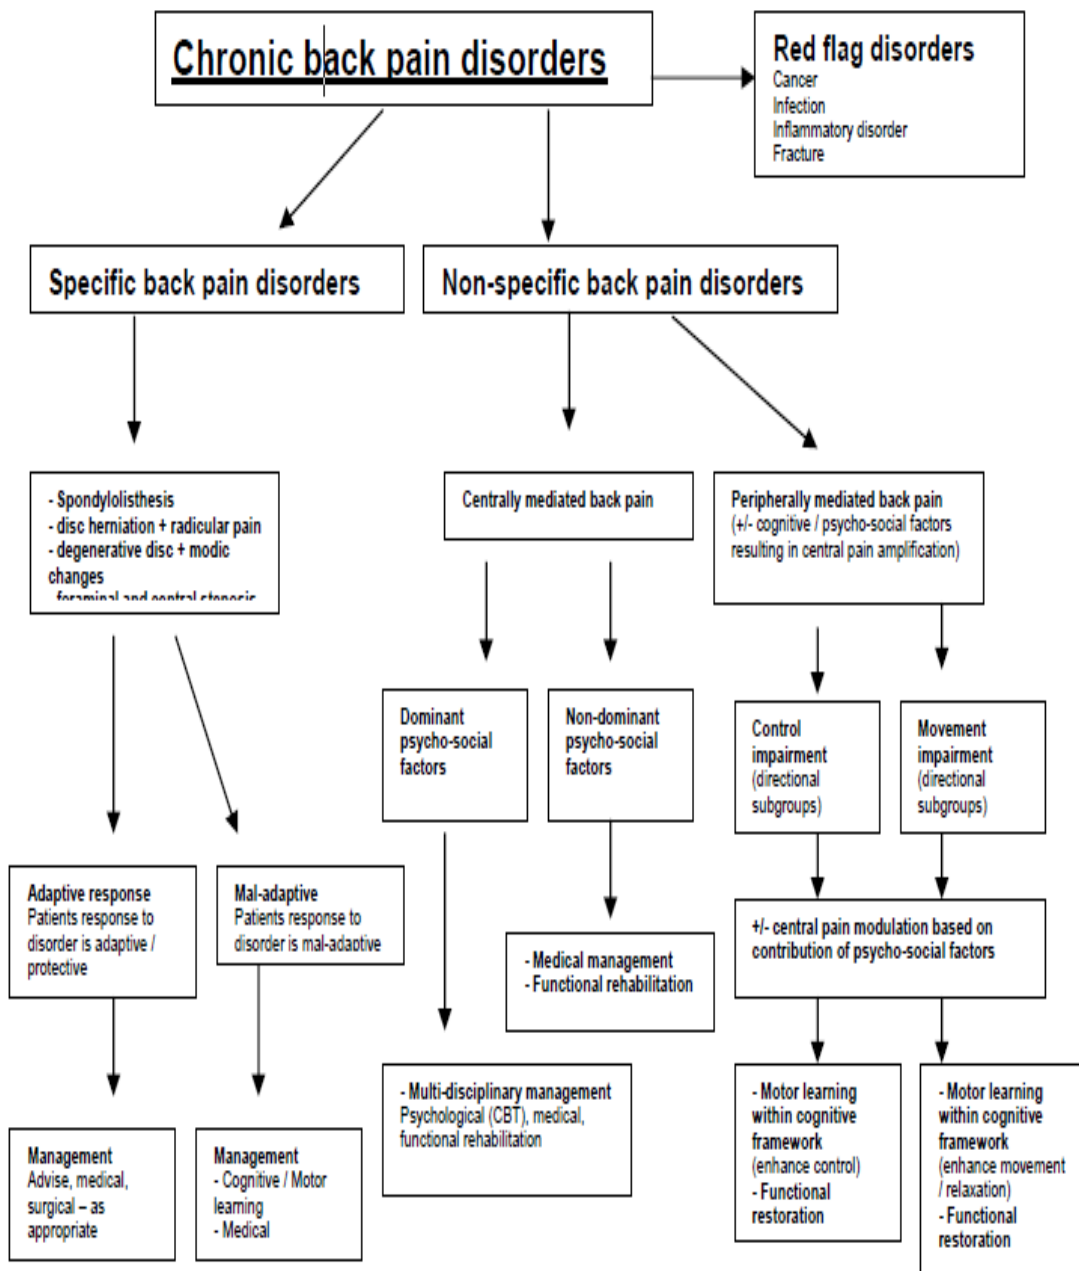 Chronic back pain disorders
Red flag disorders
Cancer
Infection
Inflammatory disorder
Fracture
Specific back pain disorders
Non-specific back pain disorders
- Spondylolisthesis
- disc herniation + radicular pain
- degenerative disc + modic
changes
- foraminal and central stenosis
Centrally mediated back pain
Peripherally mediated back pain
(+/- cognitive / psycho-social factors
resulting in central pain amplification)
Dominant
psycho-social
factors
Non-dominant
psycho-social
factors
Control
impairment
(directional
subgroups)
Movement
impairment
(directional
subgroups)
Adaptive response
Patients response to
disorder is adaptive /
protective
Mal-adaptive
Patients response to
disorder is mal-adaptive
- Medical management
- Functional rehabilitation
+/- central pain modulation based on
contribution of psycho-social factors
Management
Advise, medical,
surgical – as
appropriate
Management
- Cognitive / Motor
learning
- Medical
- Multi-disciplinary management
Psychological (CBT), medical,
functional rehabilitation
- Motor learning
within cognitive
framework
(enhance control)
- Functional
restoration
- Motor learning
within cognitive
framework
(enhance movement
/ relaxation)
- Functional
restoration